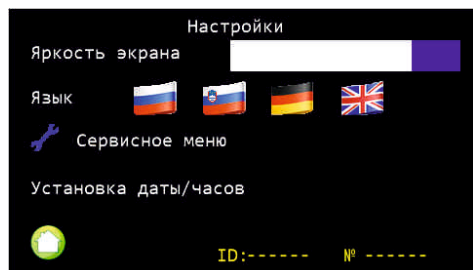 Настройки
Яркость экрана
Язык
Сервисное меню
Установка даты/часов
ID:------ № ------